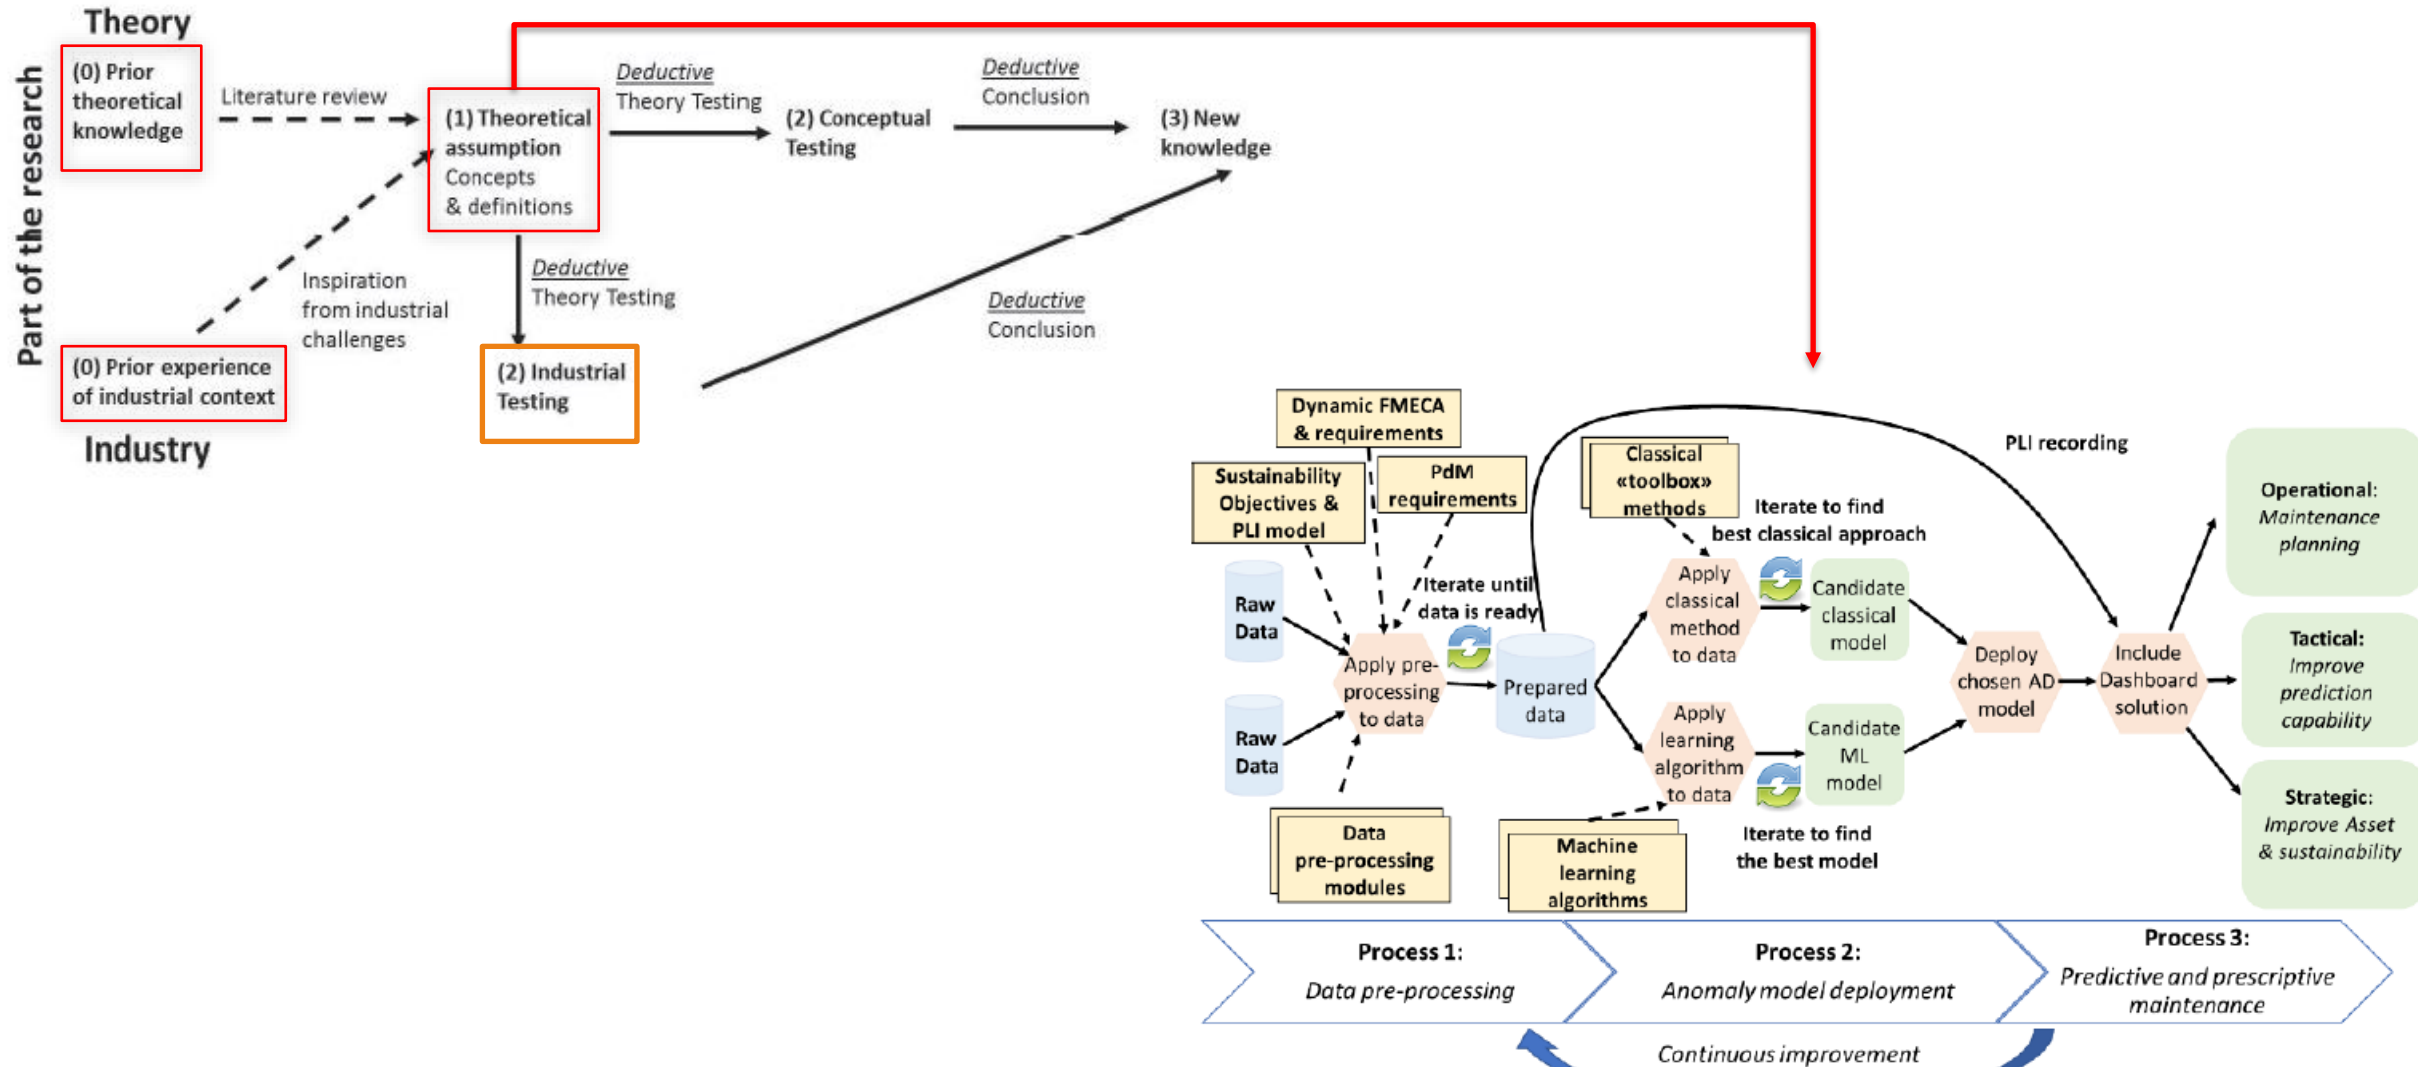 Theory
Part of the research
(0) Prior
theoretical
knowledge
Literature review
(1) Theoretical
assumption
Concepts
& definitions
Deductive
Theory Testing
(2) Conceptual
Testing
Deductive
Conclusion
(3) New
knowledge
Inspiration
from industrial
challenges
Deductive
Theory Testing
Deductive
Conclusion
(0) Prior experience
of industrial context
(2) Industrial
Testing
Industry
Dynamic FMECA
& requirements
Sustainability
Objectives &
PLI model
PdM
requirements
Classical
«toolbox»
methods
PLI recording
Iterate to find
best classical approach
Iterate until
data is ready
Raw
Data
Raw
Data
Apply pre-
processing
to data
Prepared
data
Apply
classical
method
to data
Candidate
classical
model
Apply
learning
algorithm
to data
Candidate
ML
model
Deploy
chosen AD
model
Include
Dashboard
solution
Operational:
Maintenance
planning
Tactical:
Improve
prediction
capability
Strategic:
Improve Asset
& sustainability
Data
pre-processing
modules
Machine
learning
algorithms
Iterate to find
the best model
Process 1:
Data pre-processing
Process 2:
Anomaly model deployment
Process 3:
Predictive and prescriptive
maintenance
Continuous improvement